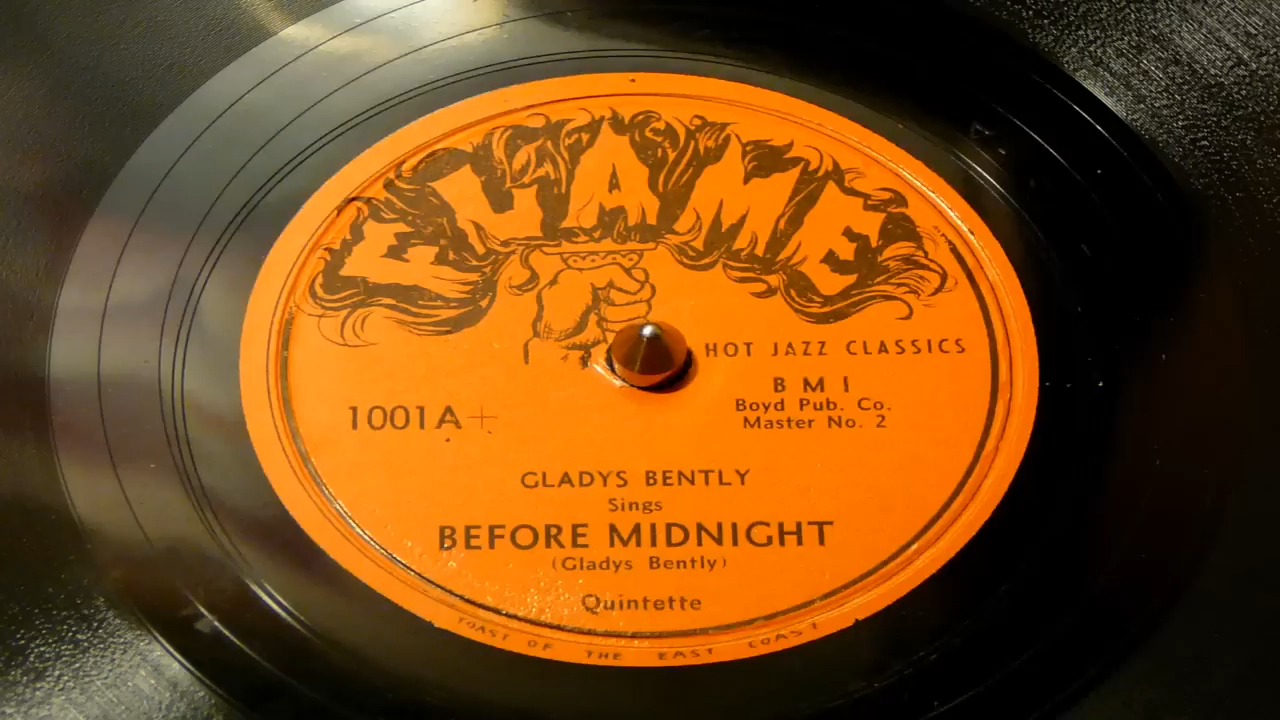 FLAME
HOT JAZZ CLASSICS
B M I
Boyd Pub. Co.
Master No. 2
1001A+
GLADYS BENTLY
Sings
BEFORE MIDNIGHT
(Gladys Bently)
Quintette
TOAST OF THE EAST COAST